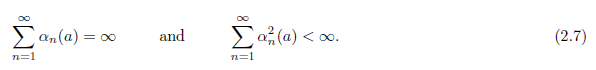 ∑_{n=1}^{∞} α_n(a) = ∞ and ∑_{n=1}^{∞} α_n^2(a) < ∞. (2.7)